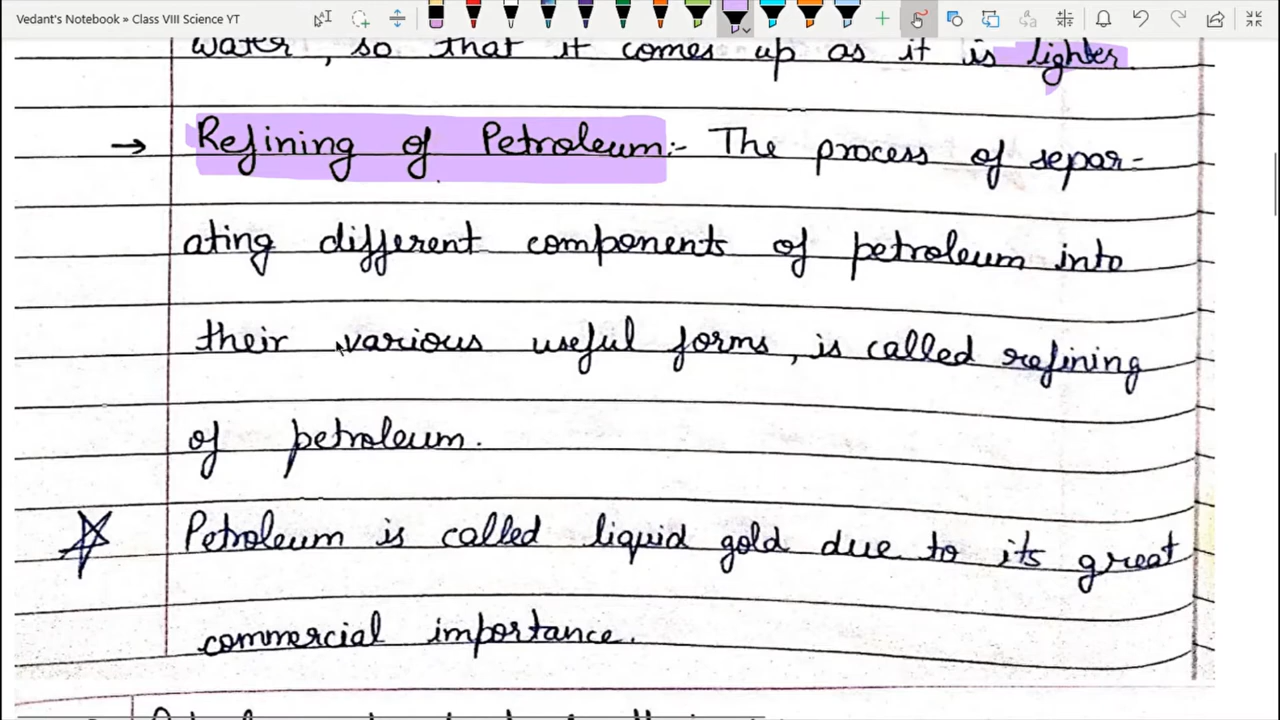 Vedant's Notebook » Class VIII Science YT
water, so that it comes up as it is lighter.
→ Refining of Petroleum:- The process of separ-
ating different components of petroleum into
their various useful forms, is called refining
of petroleum.
☆ Petroleum is called liquid gold due to its great
commercial importance.